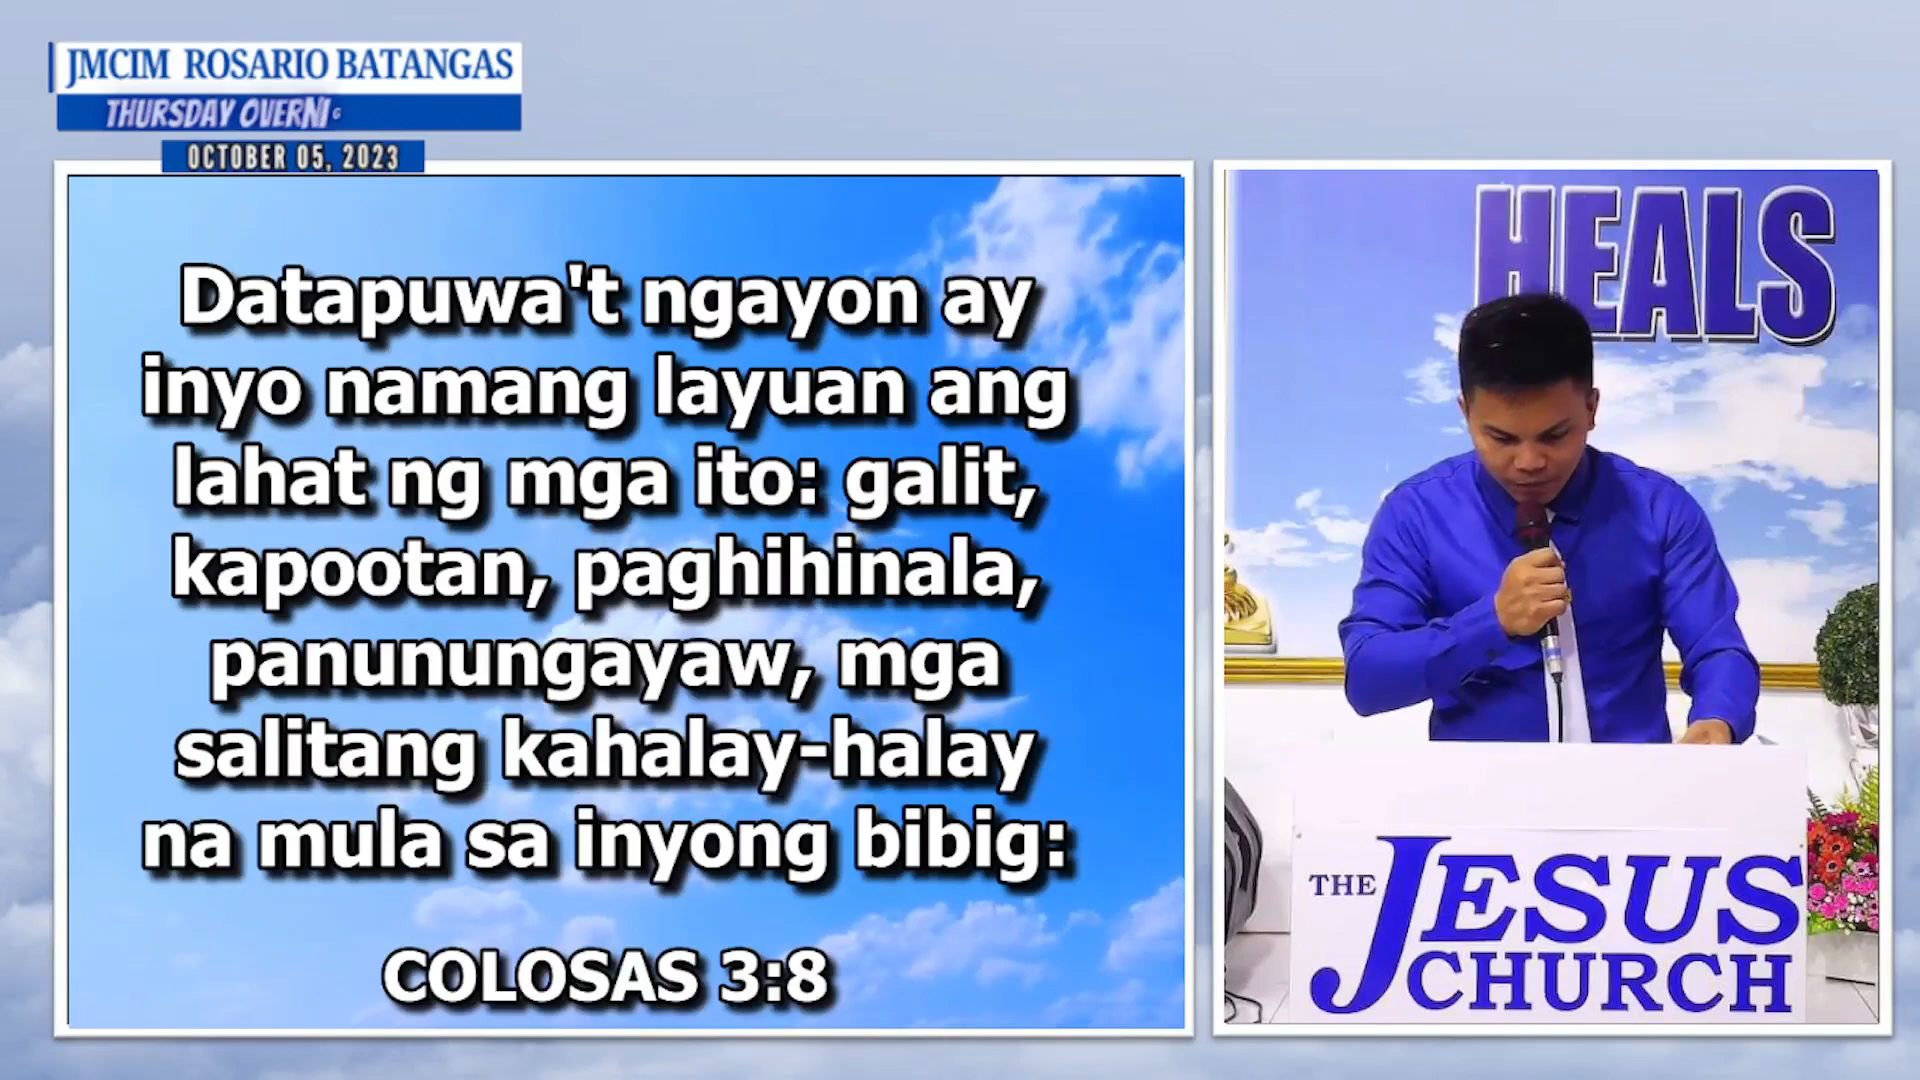 JMCIM ROSARIO BATANGAS
THURSDAY
OCTOBER 05, 2023
Datapuwa't ngayon ay
inyo namang layuan ang
lahat ng mga ito: galit,
kapootan, paghihinala,
panunungayaw, mga
salitang kahalay-halay
na mula sa inyong bibig:
COLOSAS 3:8
HEALS
THE JESUS
CHURCH